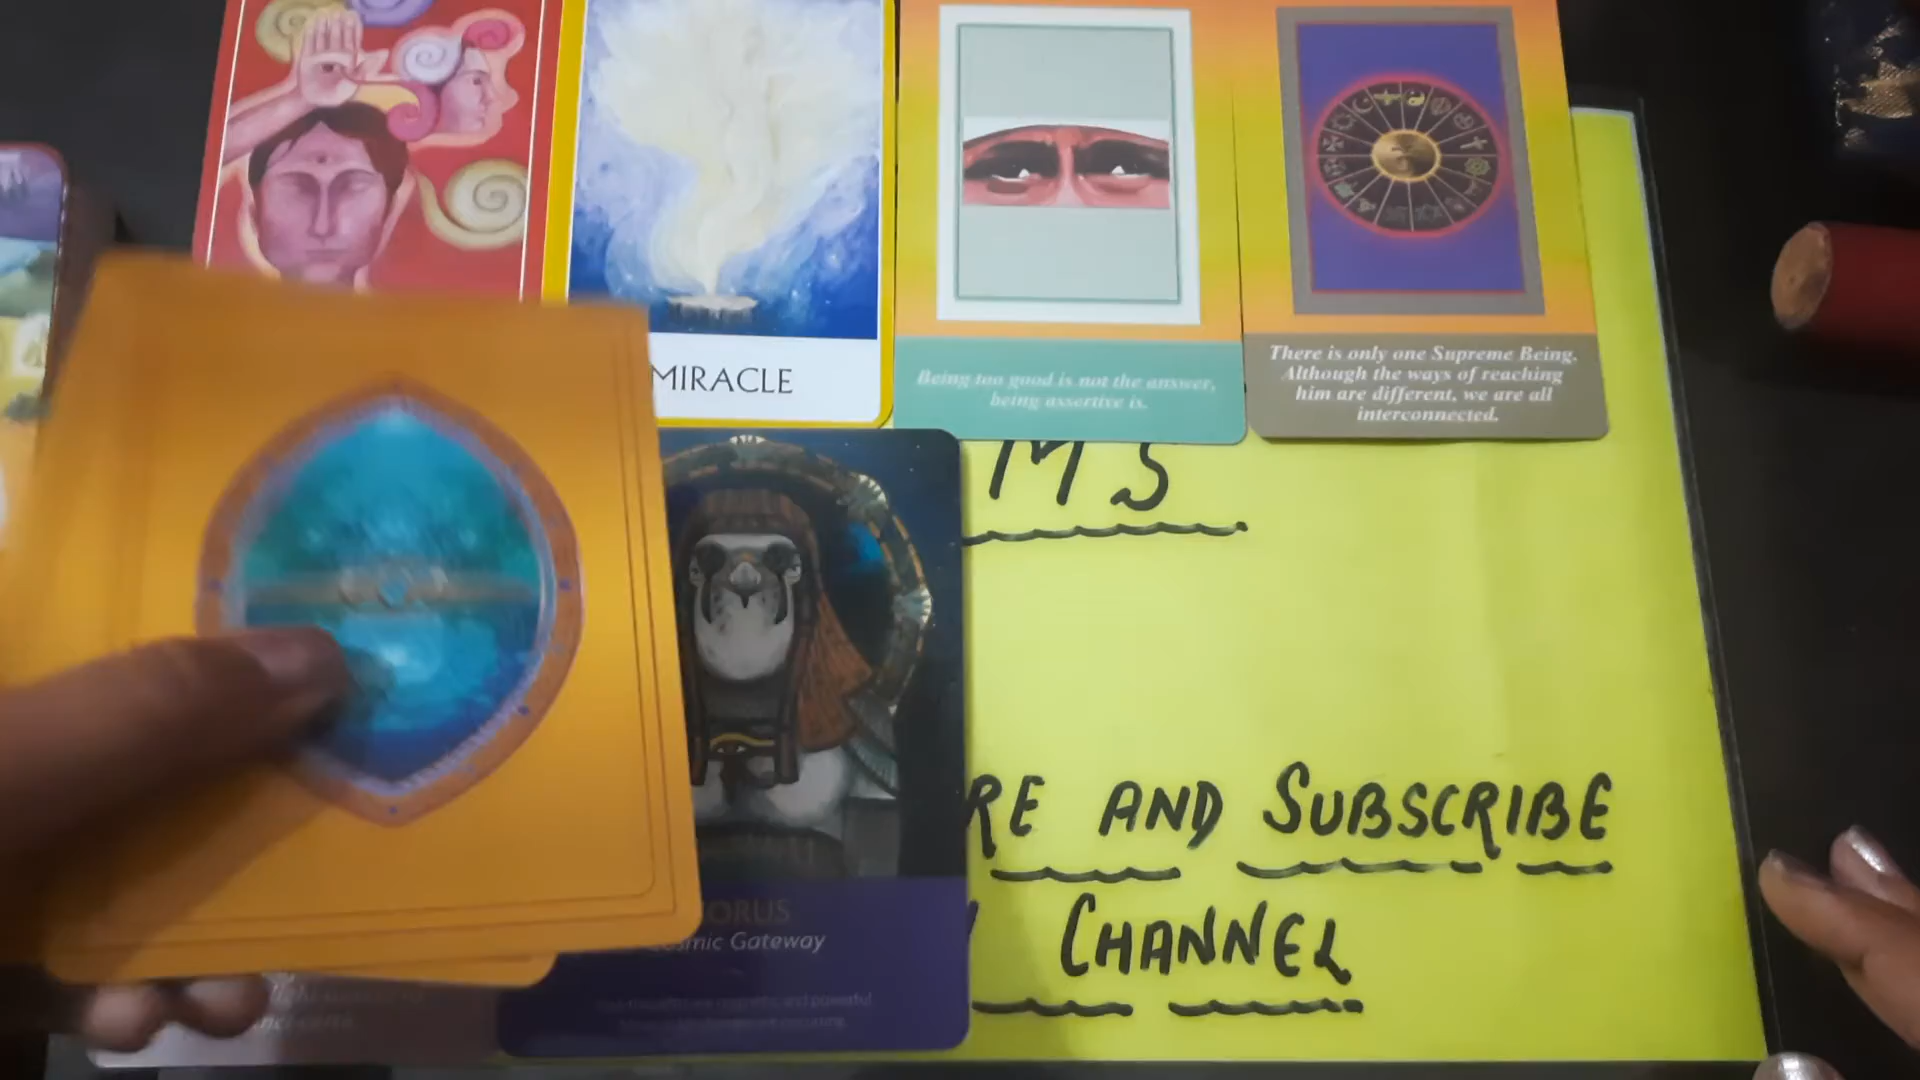 MIRACLE
Being too good is not the answer,
being assertive is.
There is only one Supreme Being.
Although the ways of reaching
him are different, we are all
interconnected.
MS
RE AND SUBSCRIBE
CHANNEL
ORUS
Cosmic Gateway